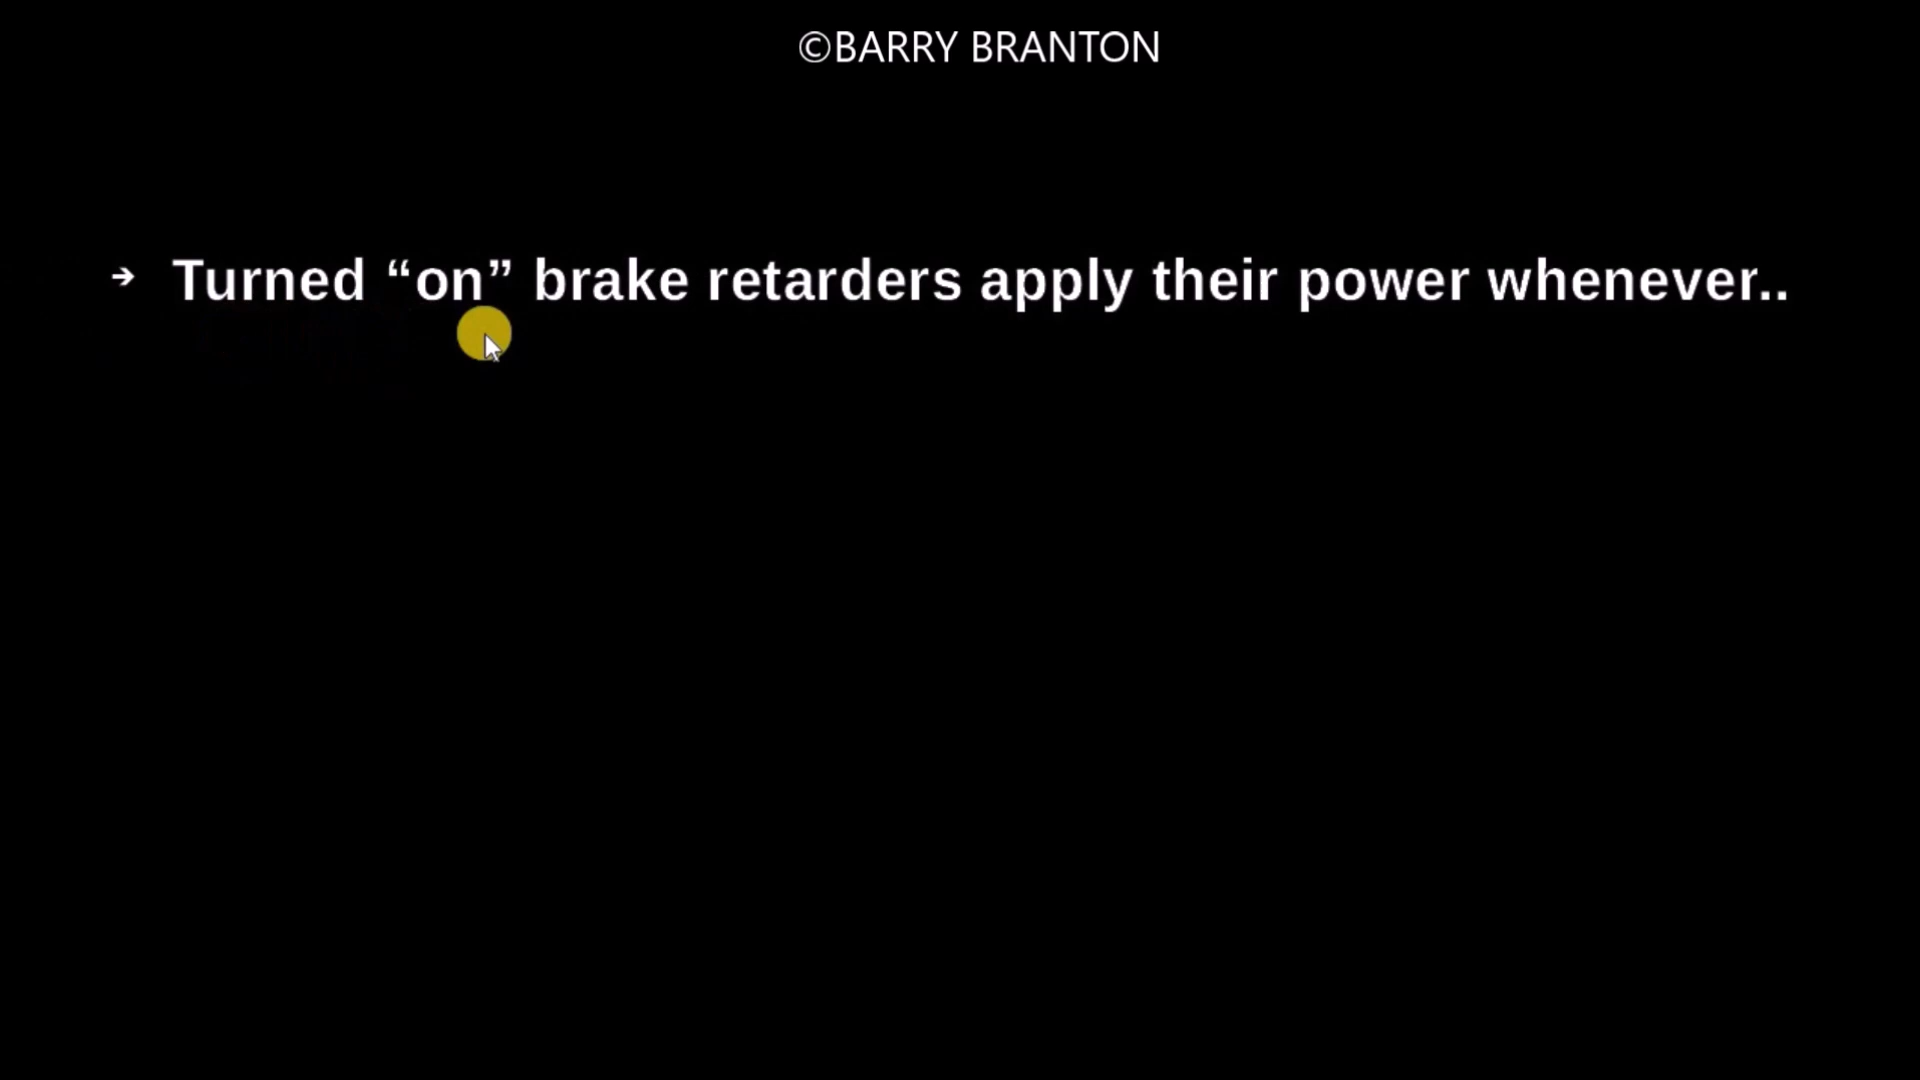 ©BARRY BRANTON
➔ Turned “on” brake retarders apply their power whenever..